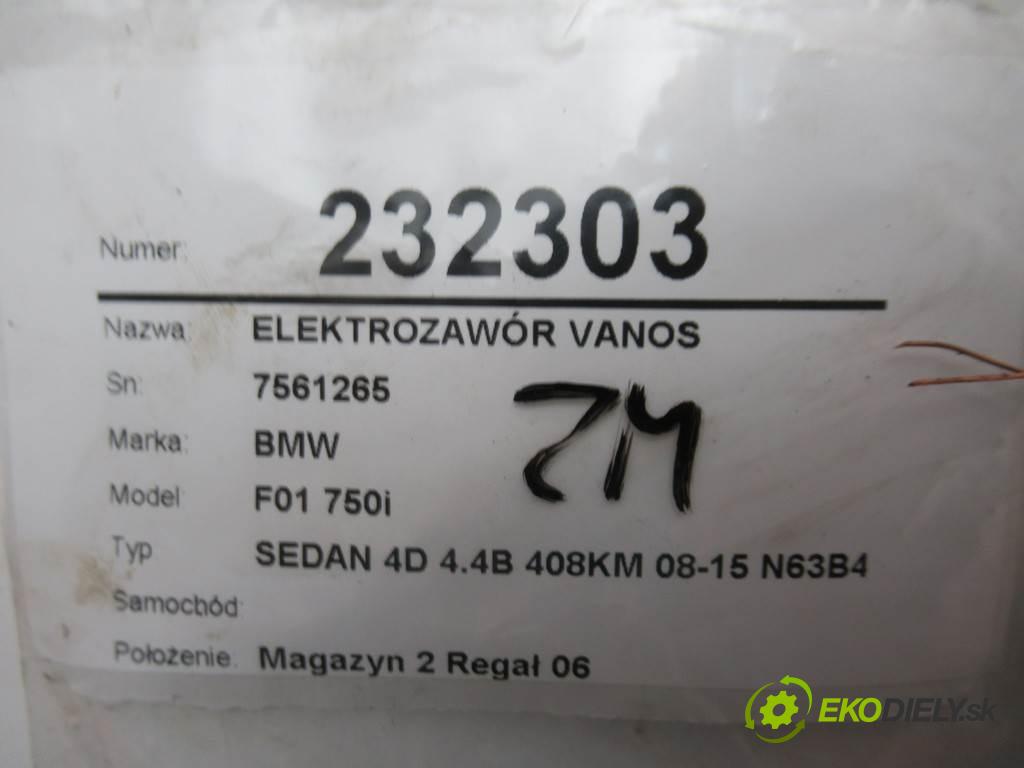 Numer: 232303
Nazwa: ELEKTROZAWÓR VANOS
Sn: 7561265
Marka: BMW
ZM
Model F01 750i
Typ SEDAN 4D 4.4B 408KM 08-15 N63B4
Samochód:
Położenie: Magazyn 2 Regał 06
EKODIELY.sk